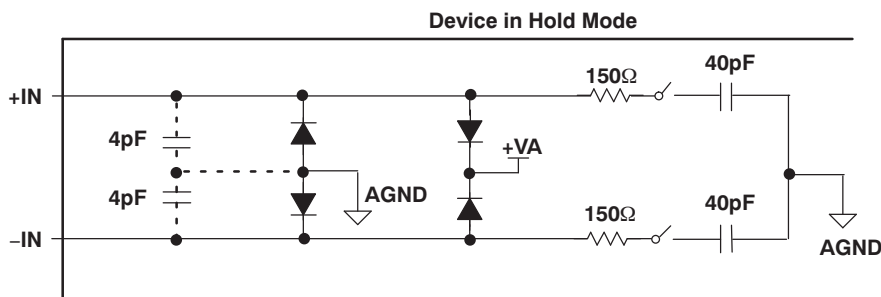 Device in Hold Mode
150Ω
40pF
+IN
4pF
+VA
4pF
AGND
150Ω
40pF
−IN
AGND